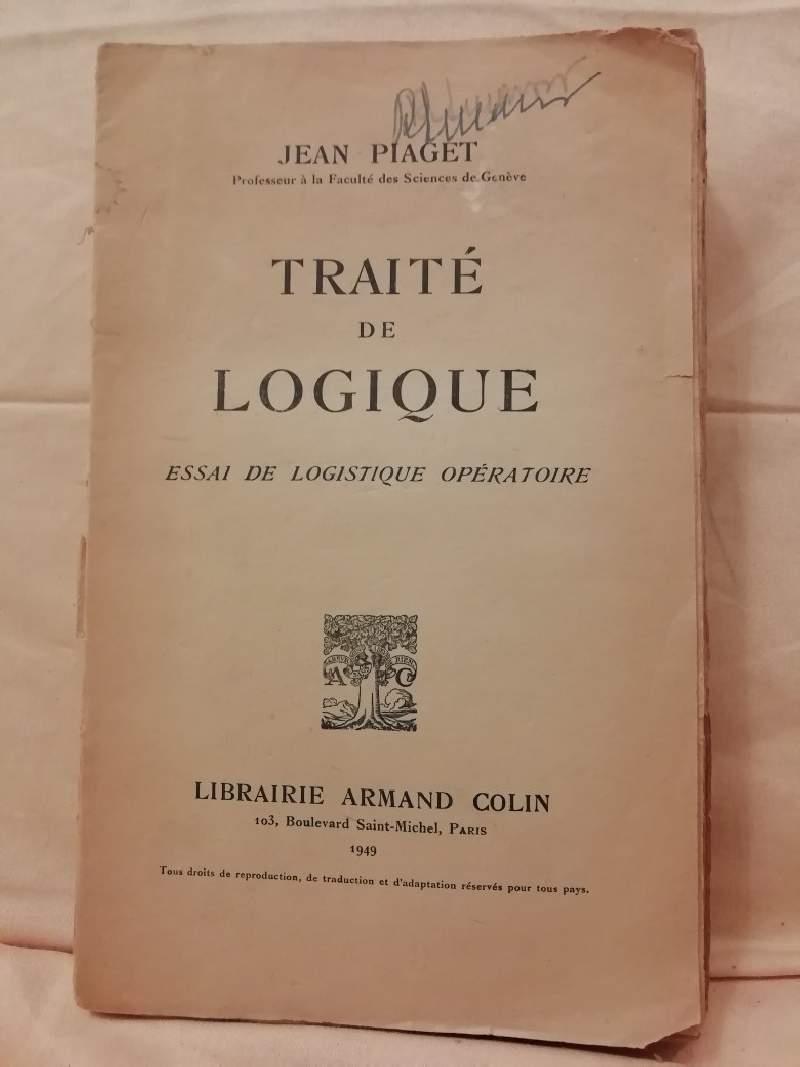 JEAN PIAGET
Professeur à la Faculté des Sciences de Genève
TRAITÉ
DE
LOGIQUE
ESSAI DE LOGISTIQUE OPÉRATOIRE
A C
LIBRAIRIE ARMAND COLIN
103, Boulevard Saint-Michel, PARIS
1949
Tous droits de reproduction, de traduction et d'adaptation réservés pour tous pays.